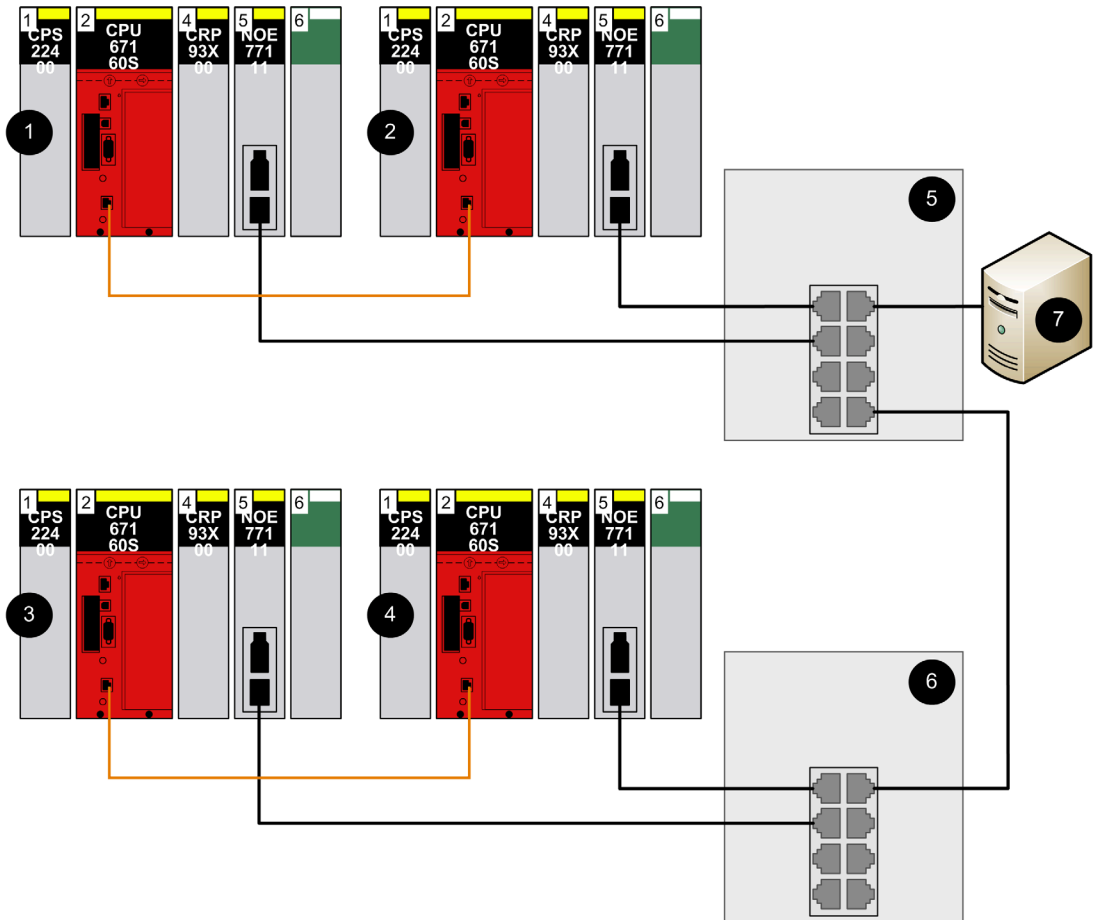 1 2 4 5 6
CPS 224 00
CPU 671 60S
CRP 93X 00
NOE 771 11
1
1 2 4 5 6
CPS 224 00
CPU 671 60S
CRP 93X 00
NOE 771 11
2
5
7
1 2 4 5 6
CPS 224 00
CPU 671 60S
CRP 93X 00
NOE 771 11
3
1 2 4 5 6
CPS 224 00
CPU 671 60S
CRP 93X 00
NOE 771 11
4
6